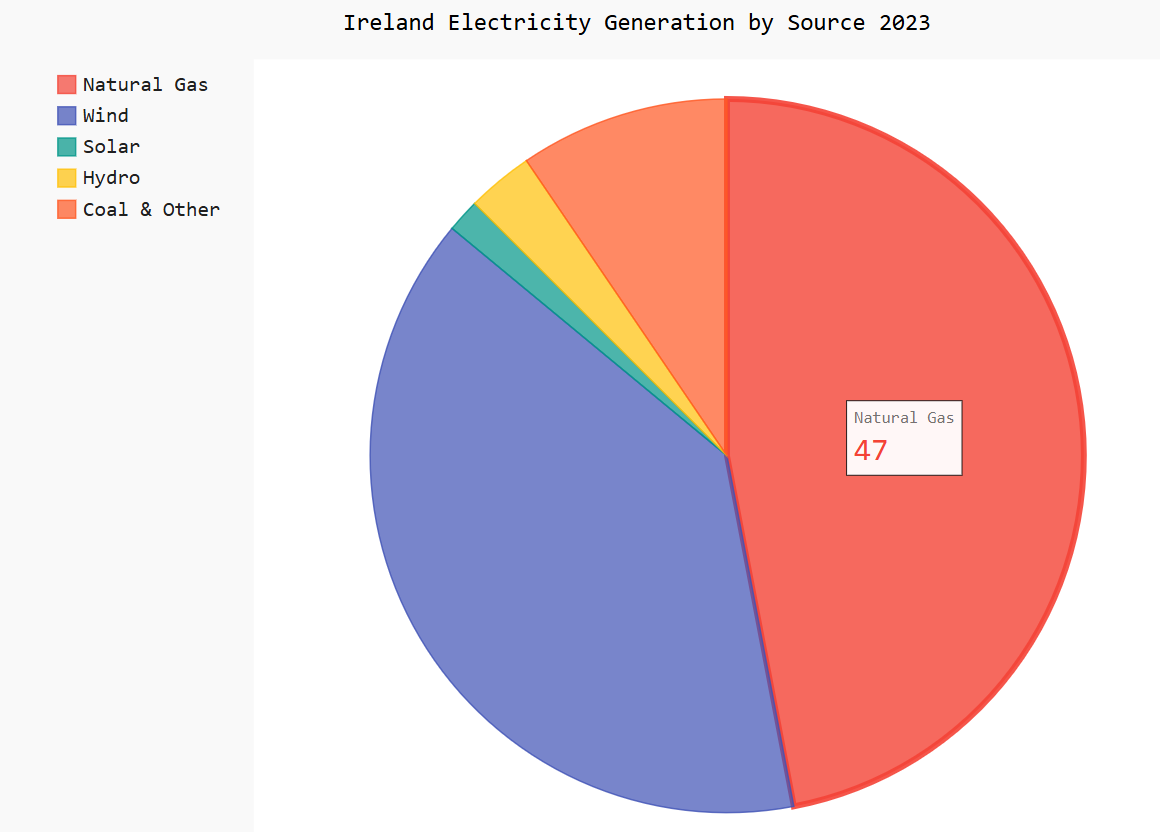 Ireland Electricity Generation by Source 2023
Natural Gas
Wind
Solar
Hydro
Coal & Other
Natural Gas
47